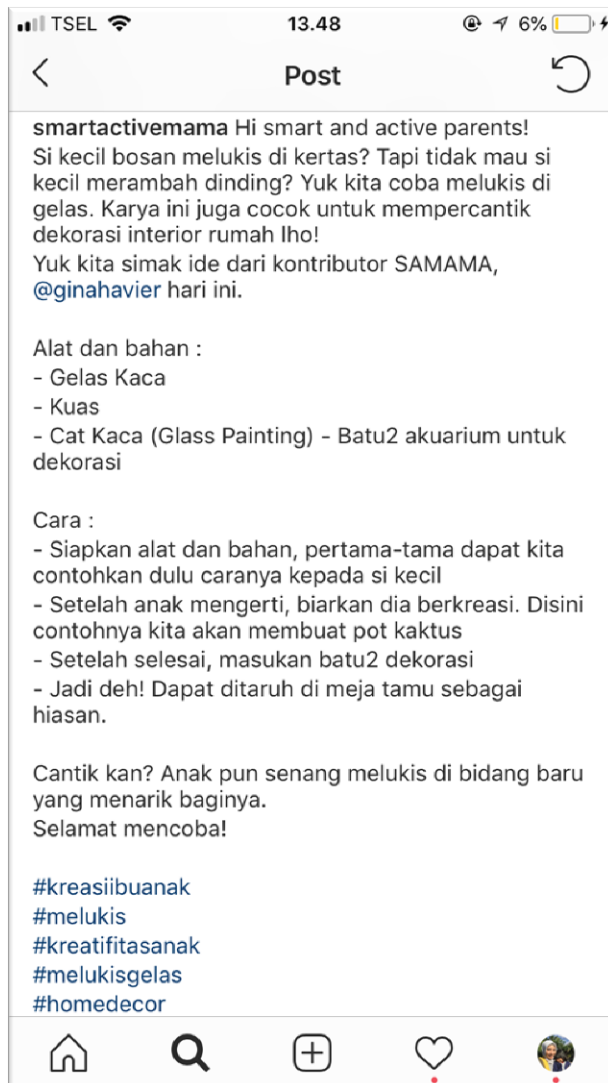 TSEL 13.48 6%
Post
smartactivemama Hi smart and active parents!
Si kecil bosan melukis di kertas? Tapi tidak mau si
kecil merambah dinding? Yuk kita coba melukis di
gelas. Karya ini juga cocok untuk mempercantik
dekorasi interior rumah lho!
Yuk kita simak ide dari kontributor SAMAMA,
@ginahavier hari ini.
Alat dan bahan :
- Gelas Kaca
- Kuas
- Cat Kaca (Glass Painting) - Batu2 akuarium untuk
dekorasi
Cara :
- Siapkan alat dan bahan, pertama-tama dapat kita
contohkan dulu caranya kepada si kecil
- Setelah anak mengerti, biarkan dia berkreasi. Disini
contohnya kita akan membuat pot kaktus
- Setelah selesai, masukan batu2 dekorasi
- Jadi deh! Dapat ditaruh di meja tamu sebagai
hiasan.
Cantik kan? Anak pun senang melukis di bidang baru
yang menarik baginya.
Selamat mencoba!
#kreasiibuanak
#melukis
#kreatifitasanak
#melukisgelas
#homedecor